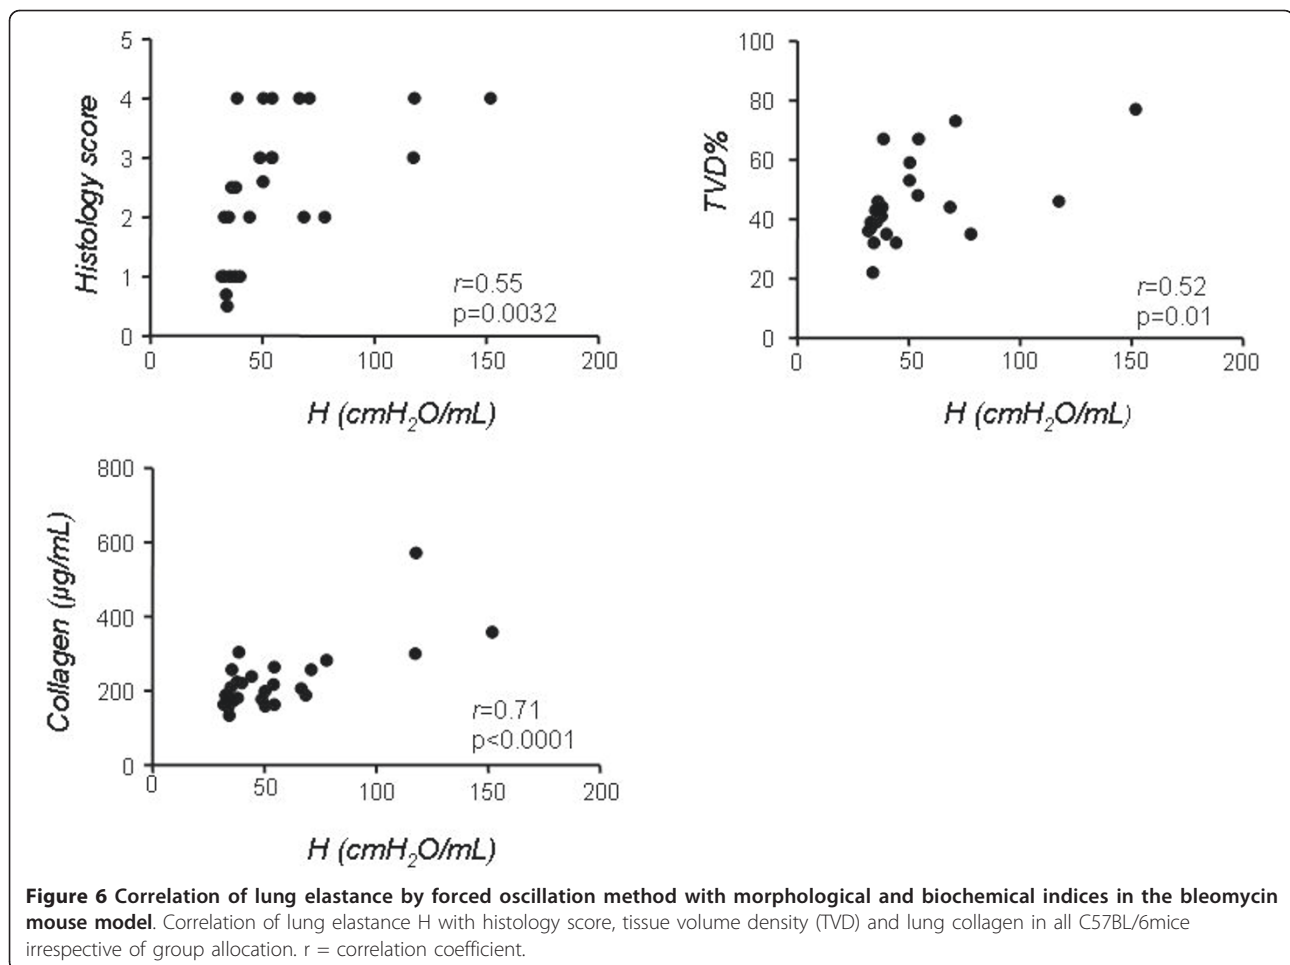 5
4
3
2
1
0
Histology score
0 50 100 150 200
H (cmH₂O/mL)
r=0.55
p=0.0032
100
80
60
40
20
0
TVD%
0 50 100 150 200
H (cmH₂O/mL)
r=0.52
p=0.01
800
600
400
200
0
Collagen (µg/mL)
0 50 100 150 200
H (cmH₂O/mL)
r=0.71
p<0.0001
Figure 6 Correlation of lung elastance by forced oscillation method with morphological and biochemical indices in the bleomycin
mouse model. Correlation of lung elastance H with histology score, tissue volume density (TVD) and lung collagen in all C57BL/6mice
irrespective of group allocation. r = correlation coefficient.